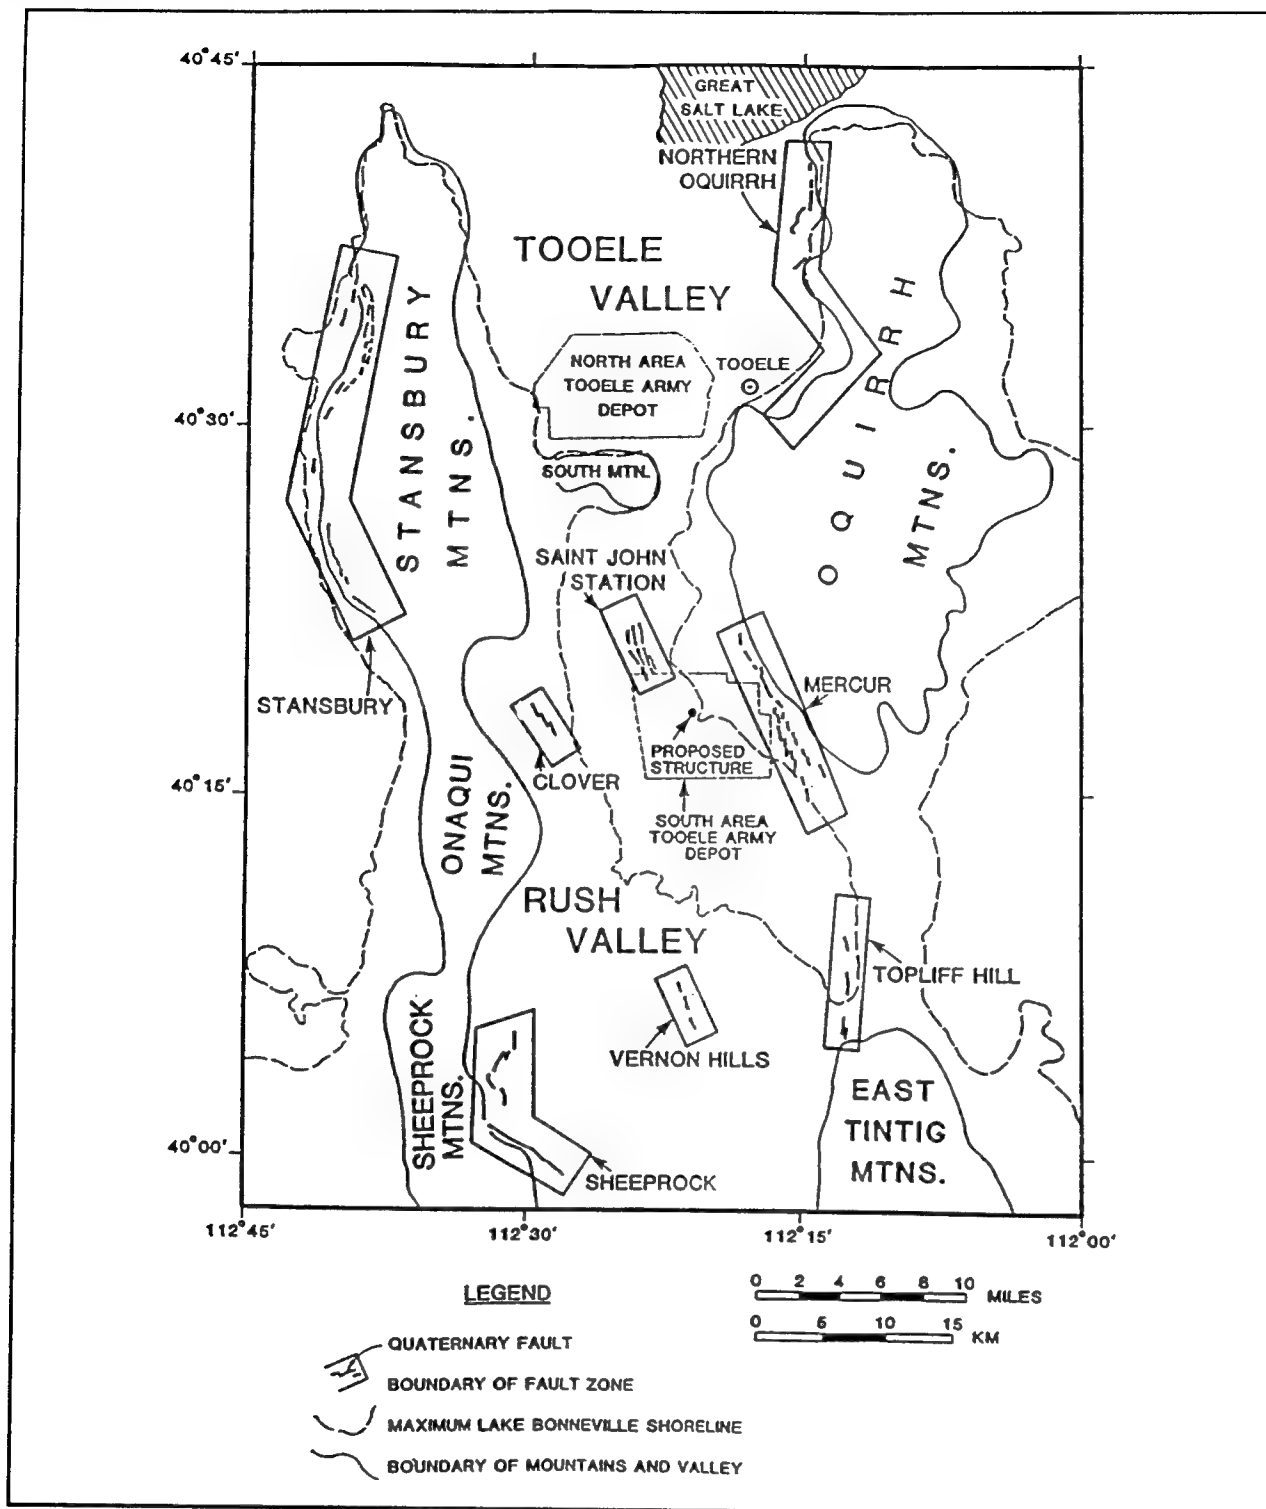 40°45'
GREAT
SALT LAKE
NORTHERN
OQUIRRH
TOOELE
VALLEY
STANSBURY
MTNS.
NORTH AREA
TOOELE ARMY
DEPOT
TOOELE
OQUIRRH
MTNS.
40°30'
SOUTH MTN.
SAINT JOHN
STATION
STANSBURY
MERCUR
CLOVER
PROPOSED
STRUCTURE
40°15'
ONAQUI
MTNS.
SOUTH AREA
TOOELE ARMY
DEPOT
RUSH
VALLEY
TOPLIFF HILL
VERNON HILLS
SHEEPROCK
MTNS.
EAST
TINTIG
MTNS.
40°00'
SHEEPROCK
112°45'
112°30'
112°15'
112°00'
LEGEND
0 2 4 6 8 10
MILES
0 5 10 15
KM
QUATERNARY FAULT
BOUNDARY OF FAULT ZONE
MAXIMUM LAKE BONNEVILLE SHORELINE
BOUNDARY OF MOUNTAINS AND VALLEY